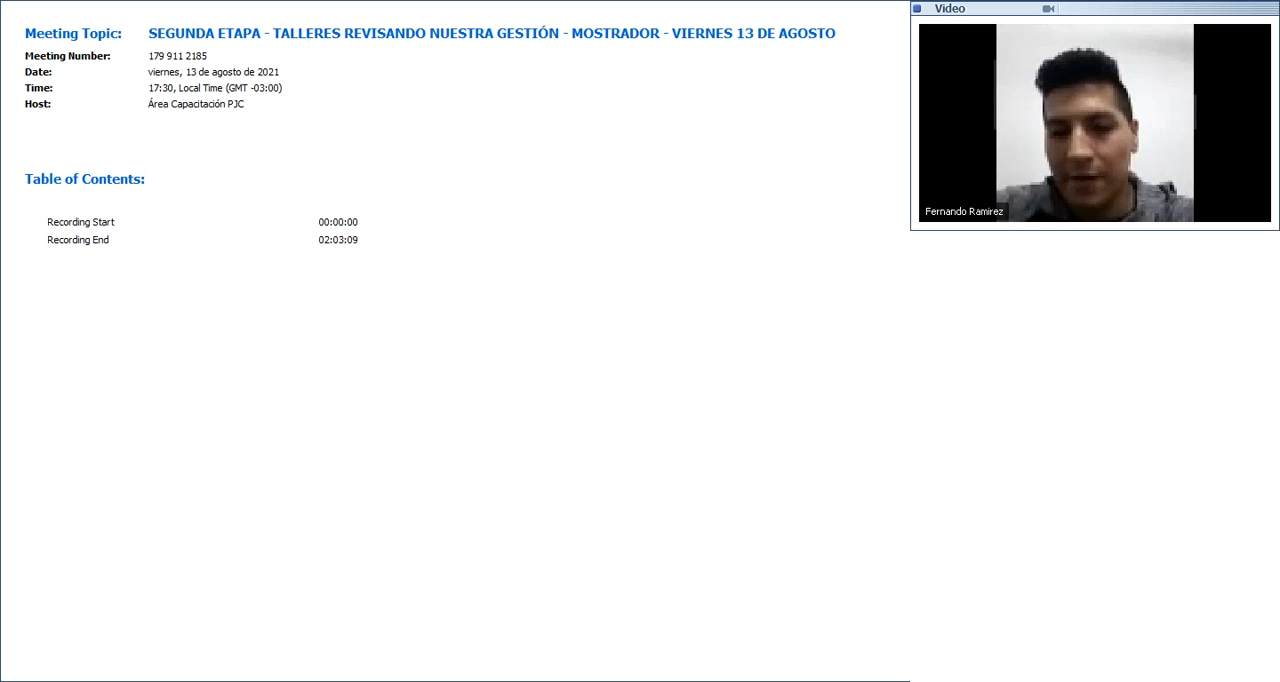 Meeting Topic: SEGUNDA ETAPA - TALLERES REVISANDO NUESTRA GESTIÓN - MOSTRADOR - VIERNES 13 DE AGOSTO
Meeting Number: 179 911 2185
Date: viernes, 13 de agosto de 2021
Time: 17:30, Local Time (GMT -03:00)
Host: Área Capacitación PJC
Table of Contents:
Recording Start 00:00:00
Recording End 02:03:09
Video
Fernando Ramirez